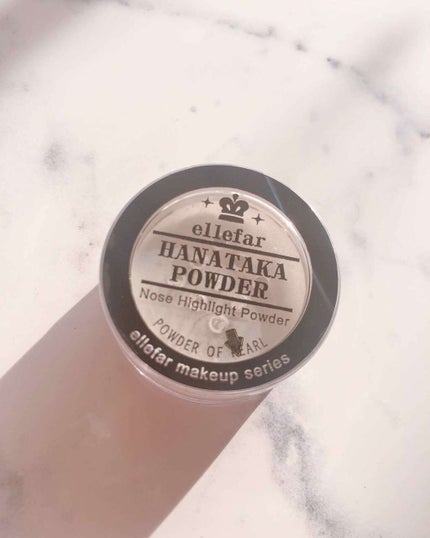 ellefar
HANATAKA
POWDER
Nose Highlight Powder
POWDER OF PEARL
ellefar makeup series